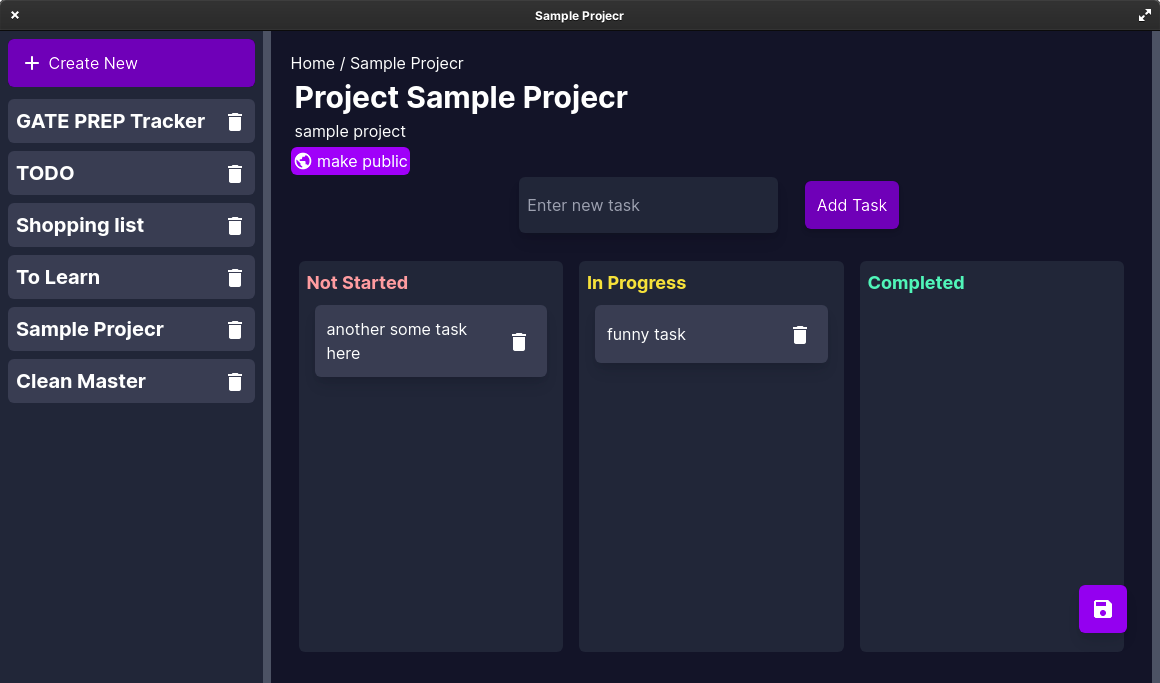 Sample Projecr
Create New
GATE PREP Tracker
TODO
Shopping list
To Learn
Sample Projecr
Clean Master
Home / Sample Projecr
Project Sample Projecr
sample project
make public
Enter new task
Add Task
Not Started
another some task
here
In Progress
funny task
Completed